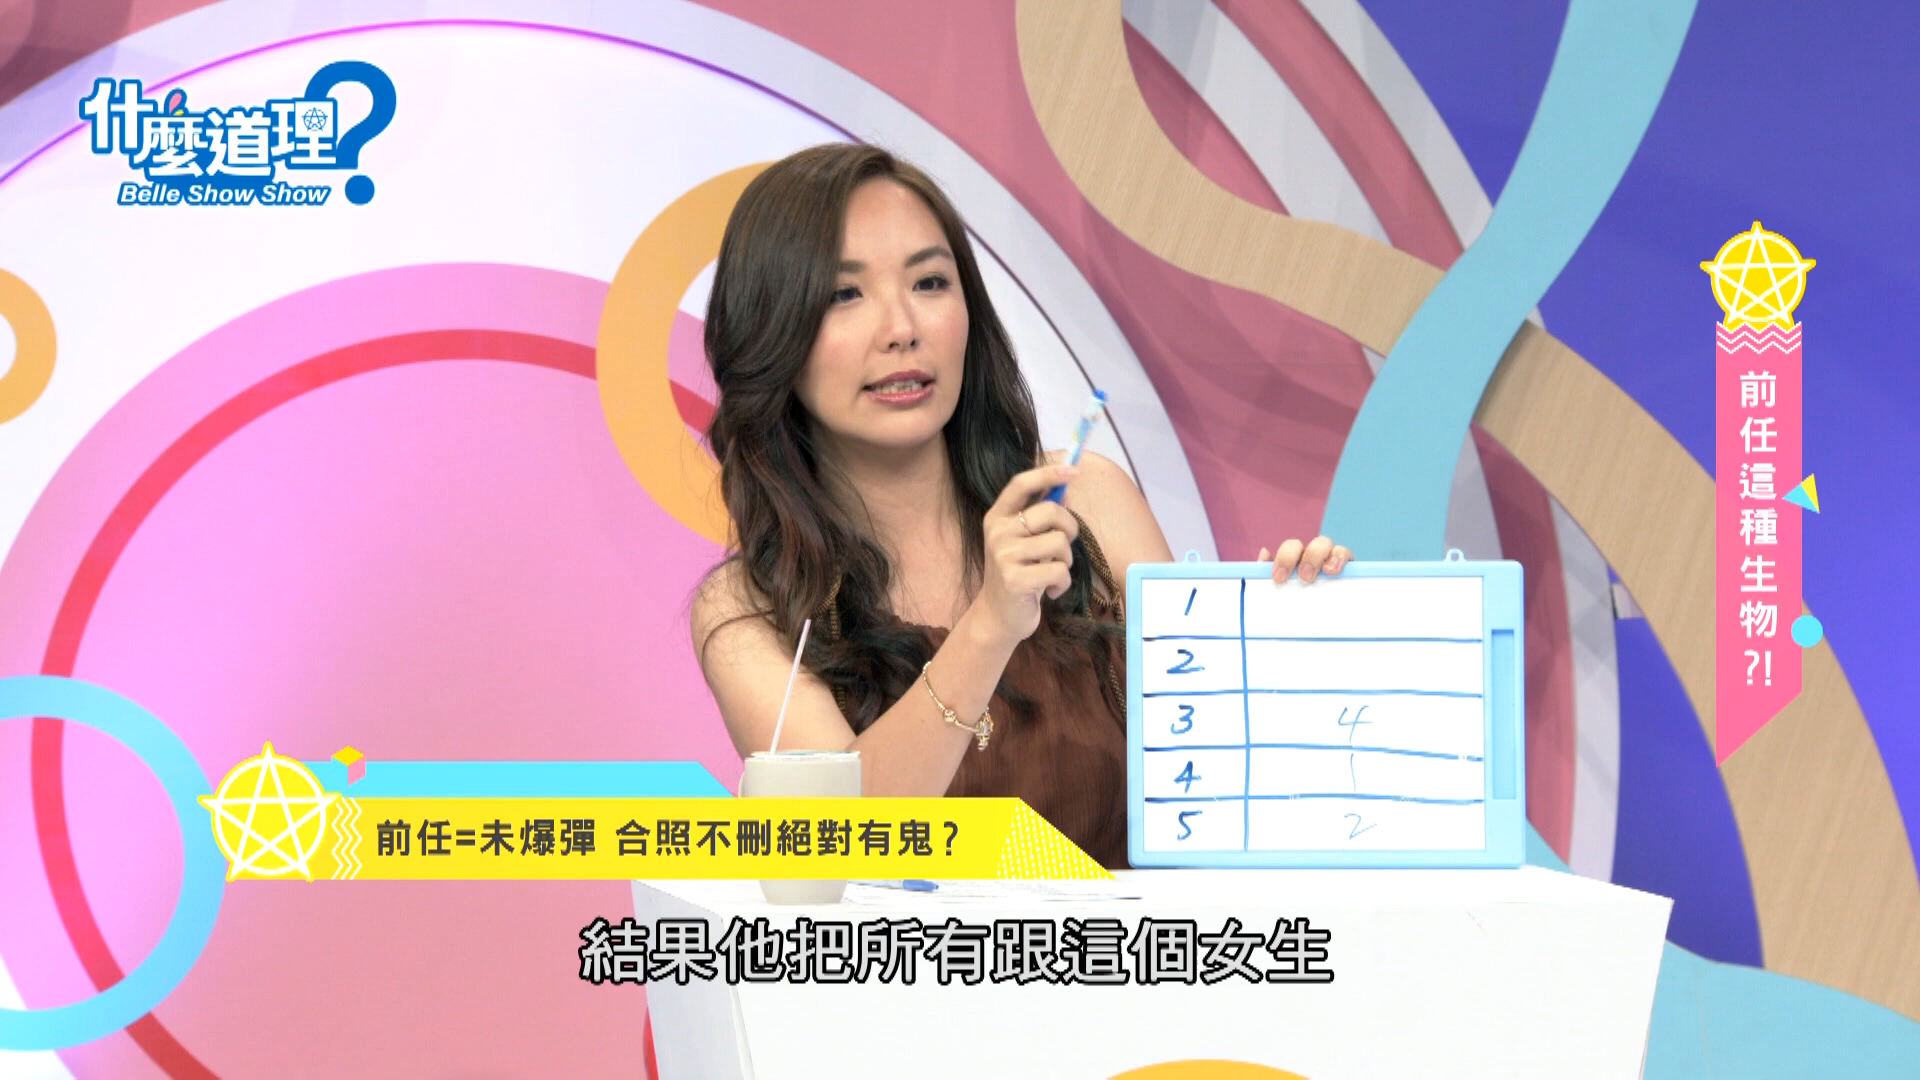 什麼道理?
Belle Show Show
前任這種生物?!
1
2
3 4
4 1
5 2
前任=未爆彈 合照不刪絕對有鬼？
結果他把所有跟這個女生